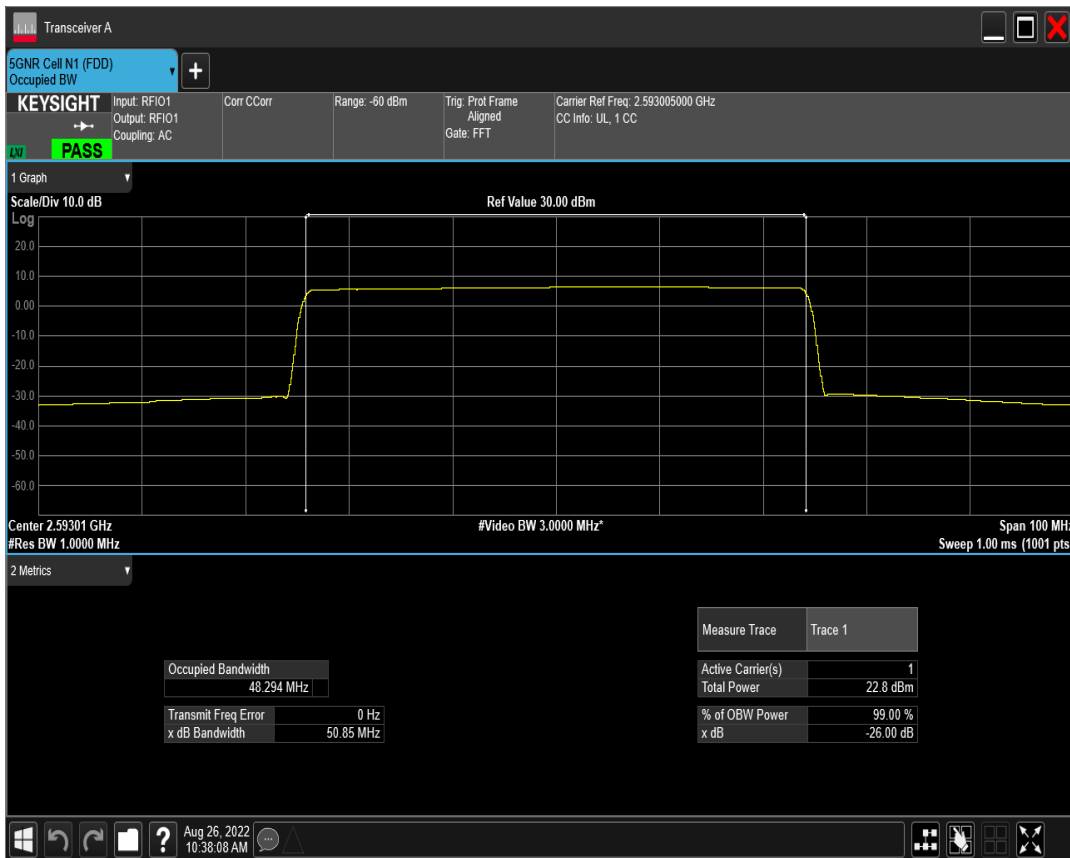 Transceiver A
5GNR Cell N1 (FDD)
Occupied BW
+
KEYSIGHT
LXI
PASS
Input: RFIO1
Output: RFIO1
Coupling: AC
Corr CCorr
Range: -60 dBm
Trig: Prot Frame
Aligned
Gate: FFT
Carrier Ref Freq: 2.593005000 GHz
CC Info: UL, 1 CC
1 Graph
Scale/Div 10.0 dB
Ref Value 30.00 dBm
Log
20.0
10.0
0.00
-10.0
-20.0
-30.0
-40.0
-50.0
-60.0
Center 2.59301 GHz
#Video BW 3.0000 MHz*
Span 100 MHz
#Res BW 1.0000 MHz
Sweep 1.00 ms (1001 pts
2 Metrics
Measure Trace Trace 1
Occupied Bandwidth
48.294 MHz
Active Carrier(s) 1
Total Power 22.8 dBm
Transmit Freq Error 0 Hz
x dB Bandwidth 50.85 MHz
% of OBW Power 99.00 %
x dB -26.00 dB
?
Aug 26, 2022
10:38:08 AM